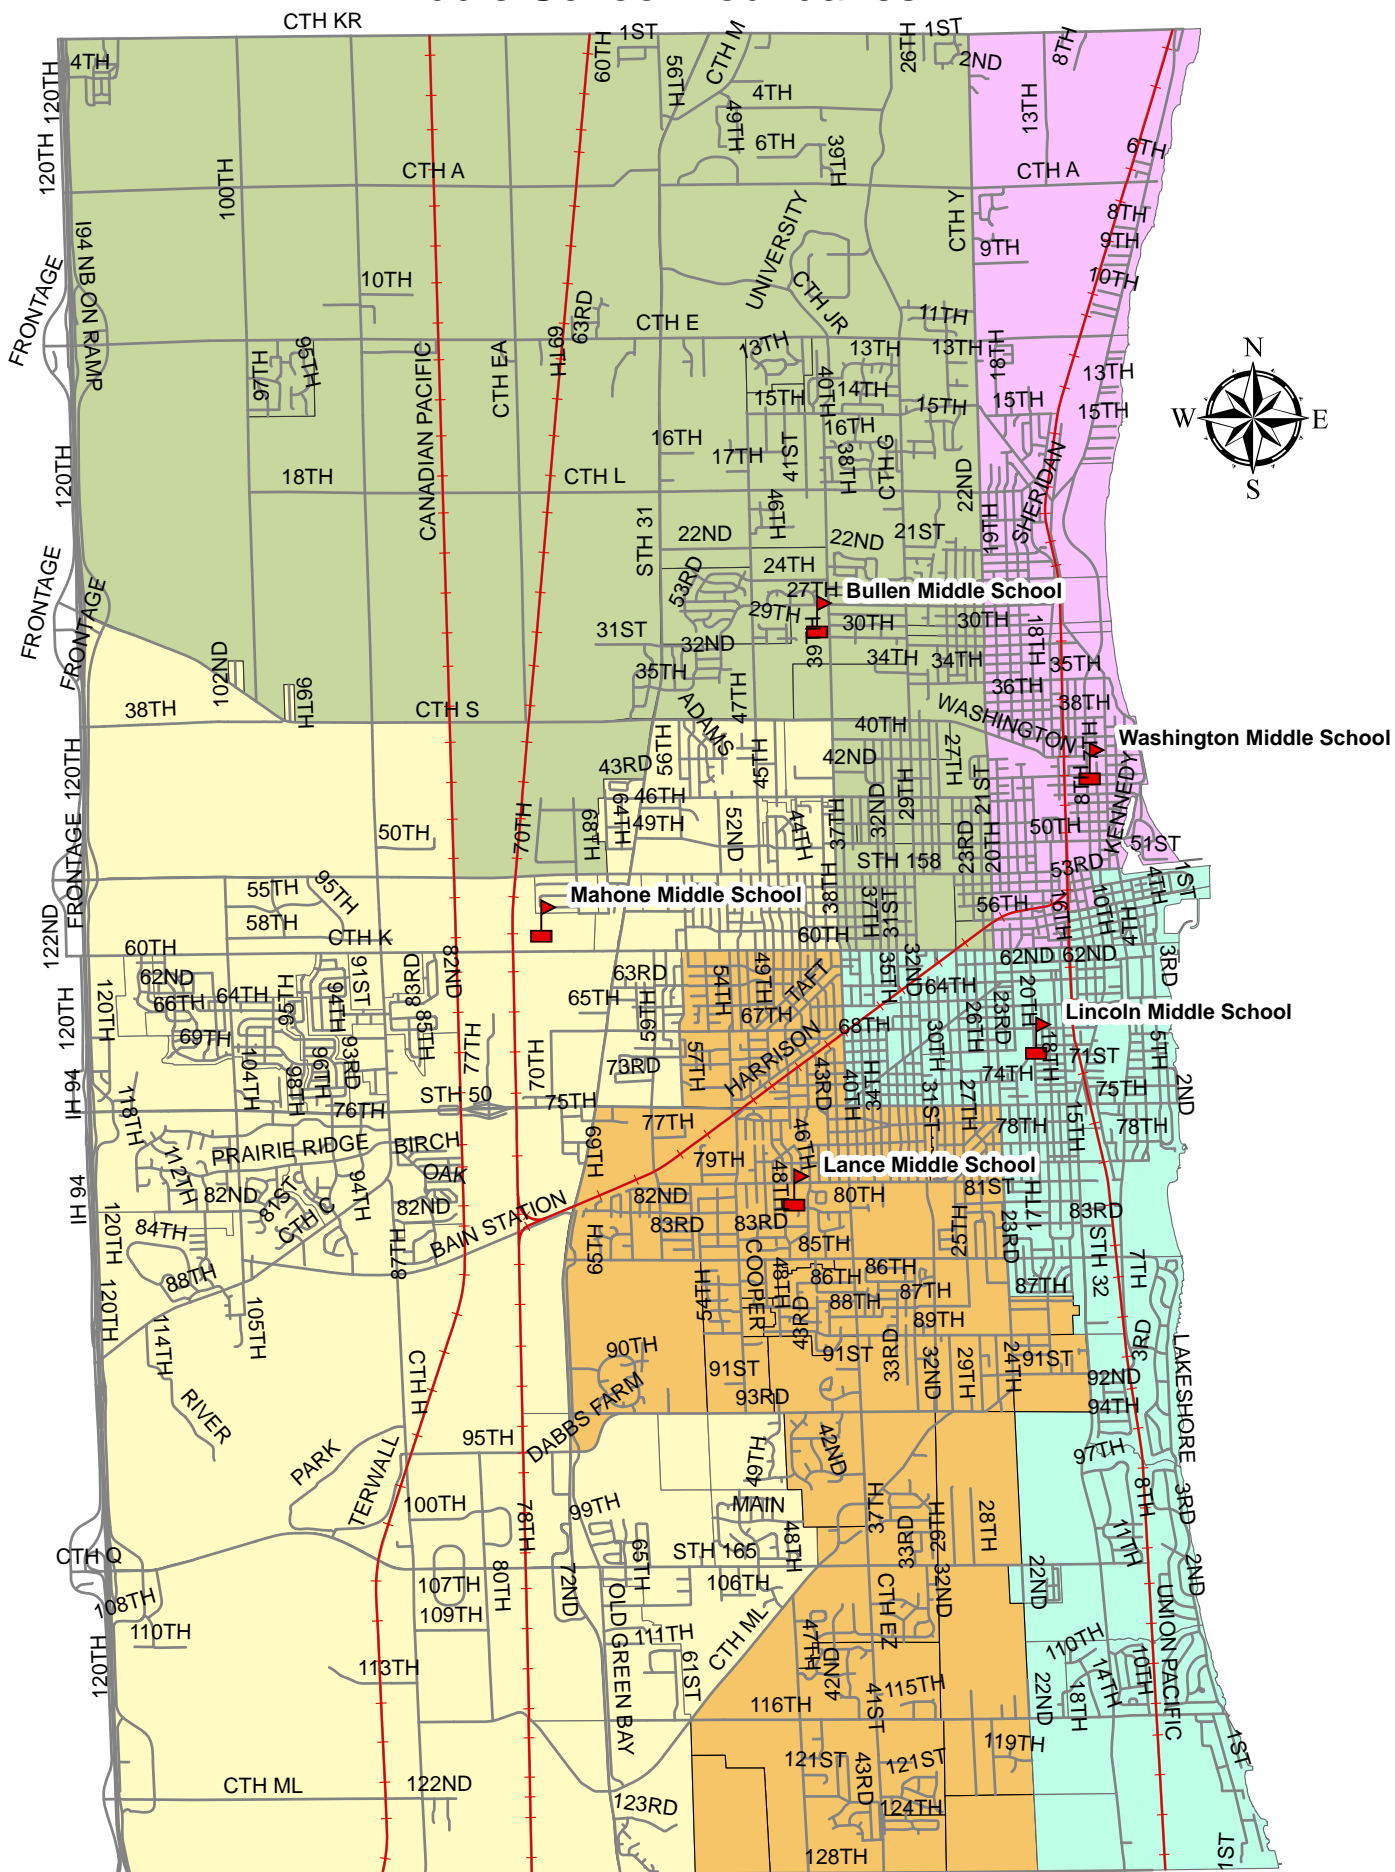 CTH KR
1ST
1ST
60TH
56TH
CTH M
26TH
8TH
2ND
4TH
120TH
4TH
49TH
13TH
6TH
39TH
6TH
120TH
100TH
CTH A
CTH A
CTH Y
8TH
UNIVERSITY
9TH
9TH
I94 NB ON RAMP
FRONTAGE
10TH
10TH
CTH JR
63RD
CTH E
11TH
69TH
13TH
13TH
13TH
18TH
N
CANADIAN PACIFIC
CTH EA
97TH
95TH
13TH
40TH
14TH
15TH
15TH
15TH
15TH
W
E
16TH
16TH
17TH
41ST
38TH
CTH G
22ND
SHERIDAN
120TH
18TH
CTH L
S
STH 31
46TH
19TH
22ND
22ND
21ST
24TH
53RD
27TH
Bullen Middle School
FRONTAGE
FRONTAGE
29TH
30TH
30TH
31ST
32ND
39TH
18TH
34TH
34TH
35TH
35TH
102ND
96TH
36TH
38TH
47TH
ADAMS
38TH
CTH S
40TH
WASHINGTON
17TH
Washington Middle School
56TH
45TH
42ND
27TH
43RD
120TH
21ST
18TH
KENNEDY
64TH
46TH
32ND
29TH
49TH
52ND
44TH
37TH
50TH
70TH
68TH
50TH
23RD
20TH
51ST
STH 158
53RD
1ST
4TH
FRONTAGE
55TH
95TH
Mahone Middle School
38TH
37TH
31ST
56TH
19TH
10TH
4TH
58TH
CTH K
122ND
60TH
60TH
62ND
62ND
3RD
62ND
91ST
83RD
82ND
63RD
54TH
49TH
TAFT
35TH
32ND
64TH
66TH
64TH
96TH
94TH
65TH
67TH
120TH
120TH
59TH
26TH
23RD
20TH
Lincoln Middle School
69TH
85TH
68TH
30TH
18TH
5TH
77TH
HARRISON
104TH
98TH
99TH
93RD
70TH
73RD
57TH
43RD
40TH
34TH
71ST
74TH
75TH
2ND
IH 94
118TH
STH 50
76TH
75TH
31ST
27TH
15TH
77TH
46TH
78TH
78TH
PRAIRIE RIDGE
BIRCH
69TH
79TH
Lance Middle School
112TH
OAK
48TH
IH 94
82ND
81ST
94TH
82ND
82ND
80TH
81ST
17TH
CTH C
BAIN STATION
83RD
83RD
83RD
84TH
120TH
87TH
65TH
COOPER
85TH
25TH
23RD
STH 32
7TH
88TH
48TH
86TH
86TH
87TH
87TH
54TH
88TH
89TH
120TH
105TH
43RD
114TH
90TH
33RD
3RD
LAKESHORE
91ST
91ST
91ST
CTH H
32ND
29TH
24TH
92ND
93RD
94TH
RIVER
DABBS FARM
95TH
PARK
42ND
97TH
TERWALL
49TH
8TH
3RD
100TH
99TH
MAIN
37TH
78TH
33RD
29TH
28TH
11TH
48TH
CTH Q
STH 165
65TH
2ND
107TH
80TH
72ND
106TH
22ND
108TH
109TH
OLD GREEN BAY
CTH EZ
32ND
UNION PACIFIC
110TH
111TH
CTH ML
47TH
110TH
10TH
120TH
113TH
61ST
42ND
14TH
115TH
116TH
41ST
22ND
18TH
119TH
1ST
121ST
121ST
CTH ML
122ND
43RD
123RD
124TH
128TH
1ST